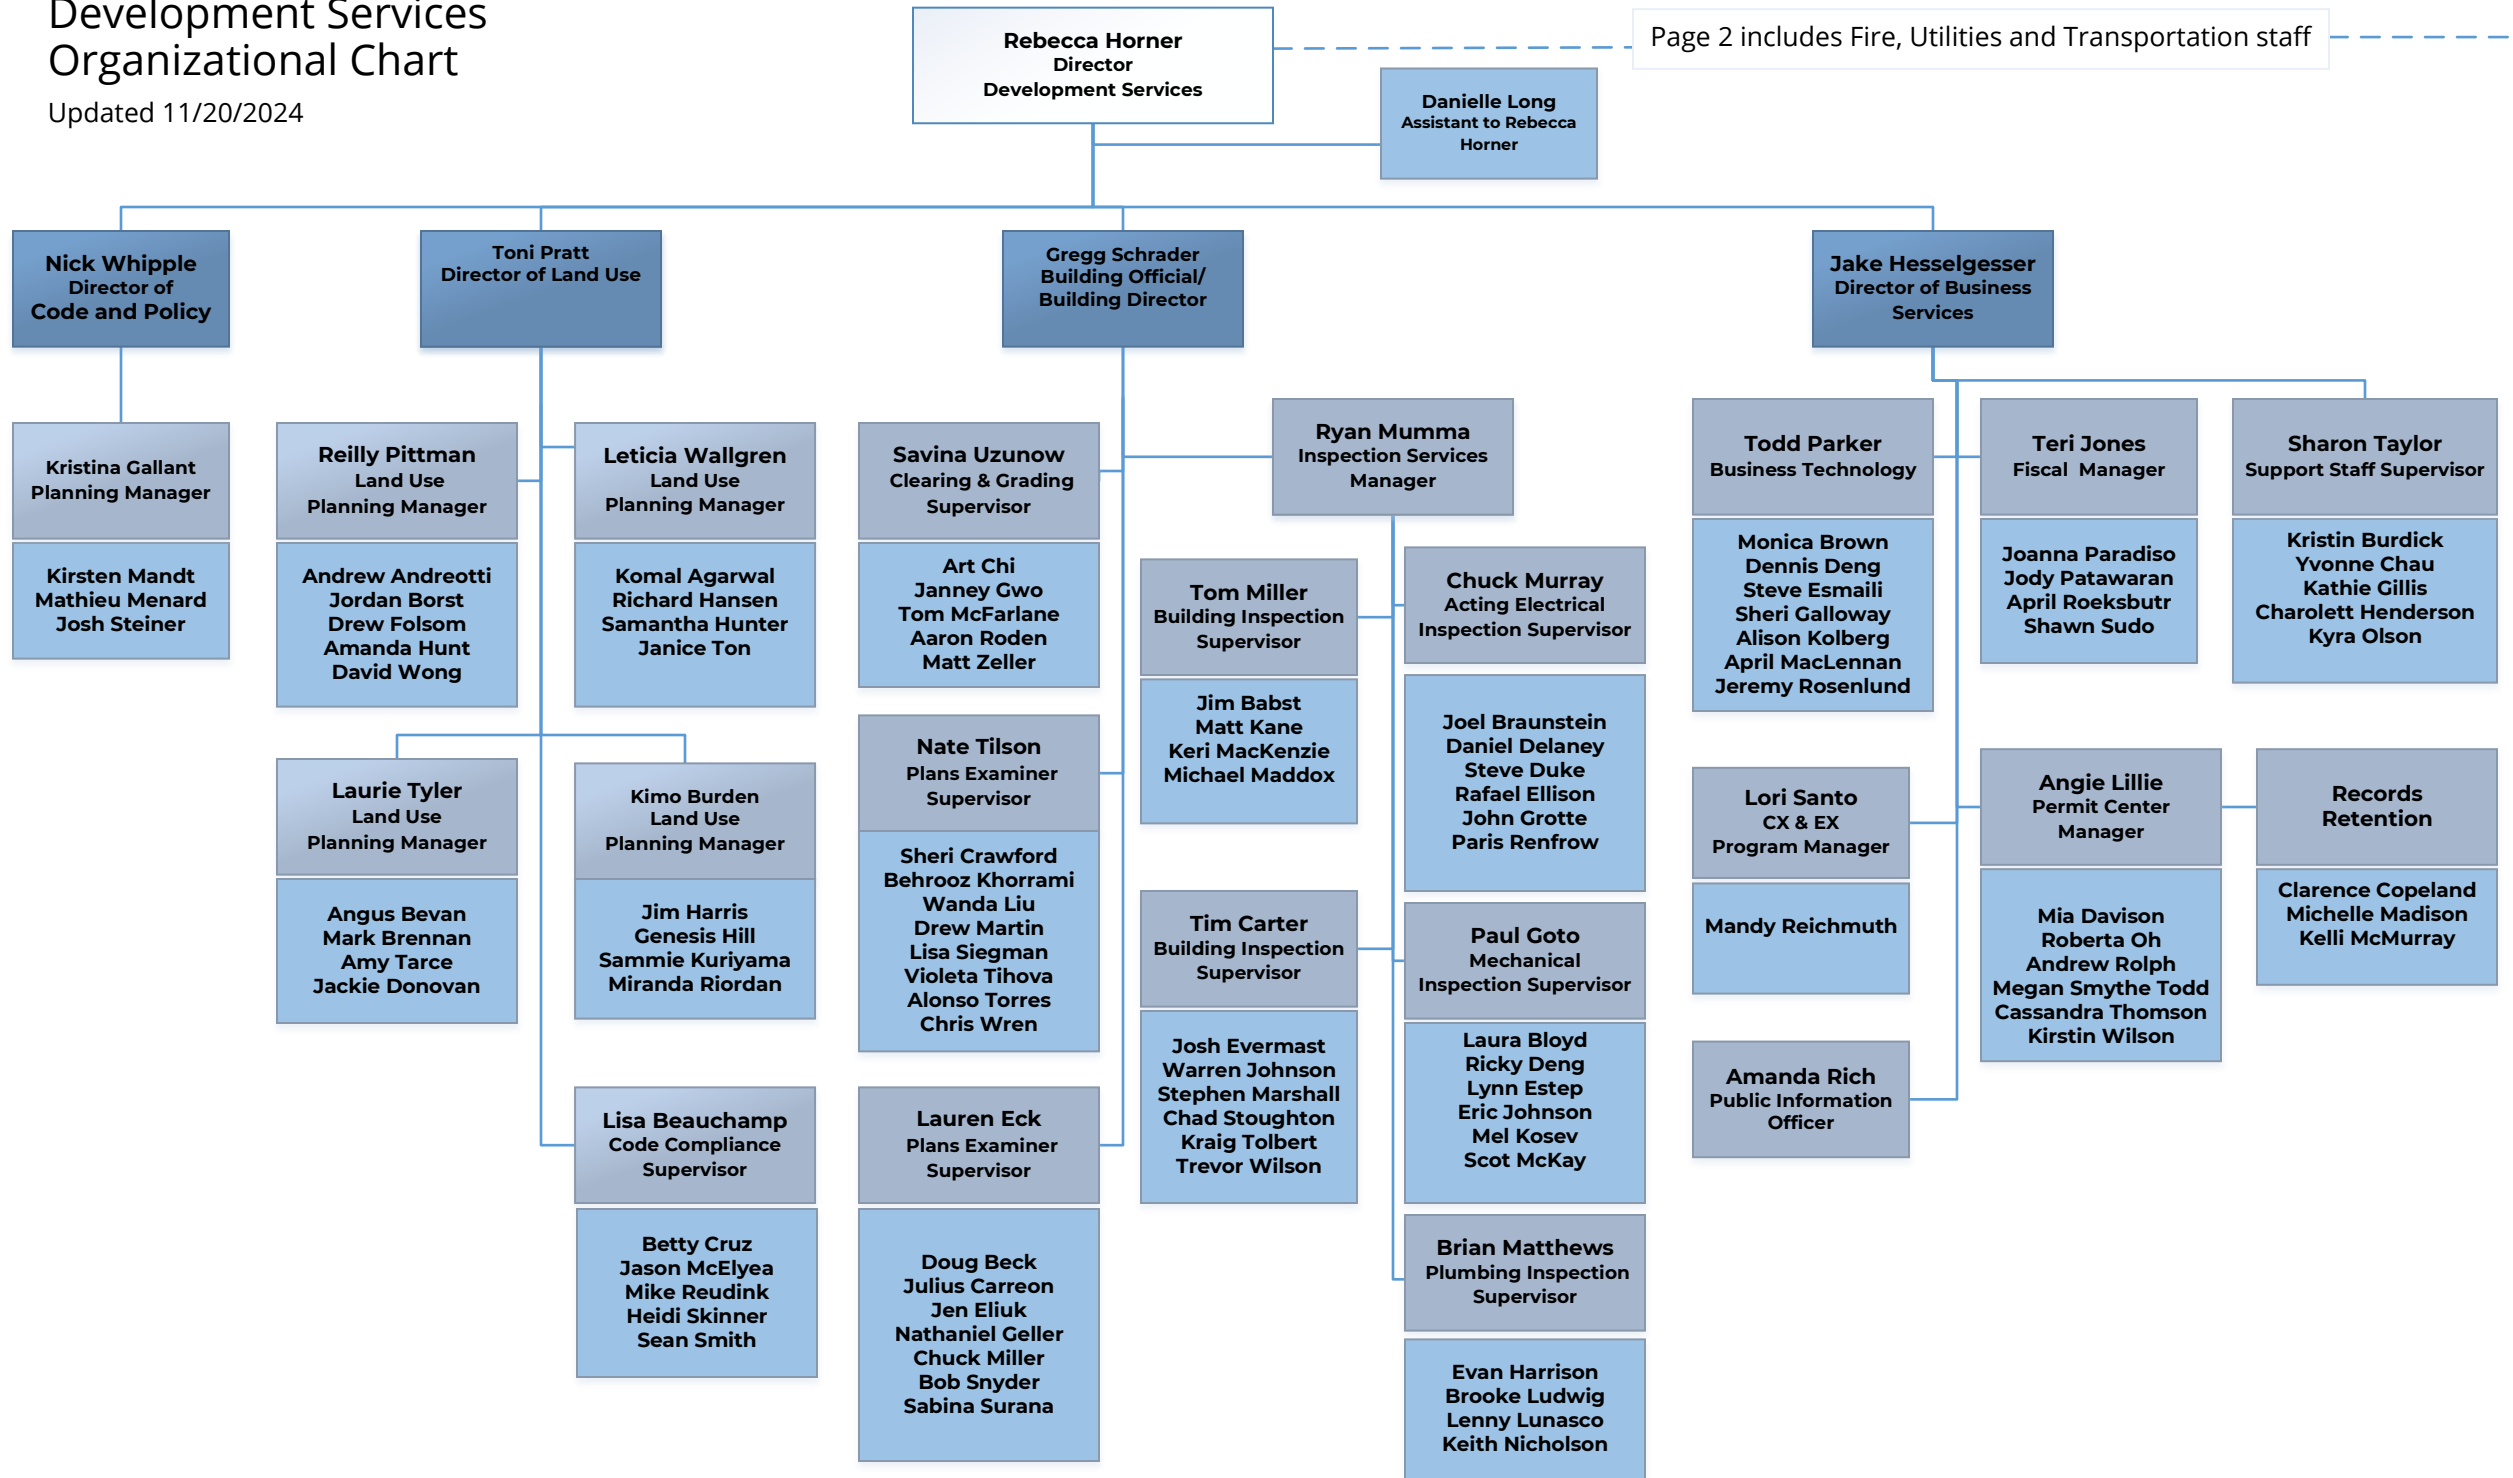 Development Services
Organizational Chart
Updated 11/20/2024
Rebecca Horner
Director
Development Services
Page 2 includes Fire, Utilities and Transportation staff
Danielle Long
Assistant to Rebecca
Horner
Nick Whipple
Director of
Code and Policy
Toni Pratt
Director of Land Use
Gregg Schrader
Building Official/
Building Director
Jake Hesselgesser
Director of Business
Services
Kristina Gallant
Planning Manager
Kirsten Mandt
Mathieu Menard
Josh Steiner
Reilly Pittman
Land Use
Planning Manager
Andrew Andreotti
Jordan Borst
Drew Folsom
Amanda Hunt
David Wong
Leticia Wallgren
Land Use
Planning Manager
Komal Agarwal
Richard Hansen
Samantha Hunter
Janice Ton
Laurie Tyler
Land Use
Planning Manager
Angus Bevan
Mark Brennan
Amy Tarce
Jackie Donovan
Kimo Burden
Land Use
Planning Manager
Jim Harris
Genesis Hill
Sammie Kuriyama
Miranda Riordan
Lisa Beauchamp
Code Compliance
Supervisor
Betty Cruz
Jason McElyea
Mike Reudink
Heidi Skinner
Sean Smith
Savina Uzunow
Clearing & Grading
Supervisor
Art Chi
Janney Gwo
Tom McFarlane
Aaron Roden
Matt Zeller
Nate Tilson
Plans Examiner
Supervisor
Sheri Crawford
Behrooz Khorrami
Wanda Liu
Drew Martin
Lisa Siegman
Violeta Tihova
Alonso Torres
Chris Wren
Lauren Eck
Plans Examiner
Supervisor
Doug Beck
Julius Carreon
Jen Eliuk
Nathaniel Geller
Chuck Miller
Bob Snyder
Sabina Surana
Ryan Mumma
Inspection Services
Manager
Tom Miller
Building Inspection
Supervisor
Jim Babst
Matt Kane
Keri MacKenzie
Michael Maddox
Tim Carter
Building Inspection
Supervisor
Josh Evermast
Warren Johnson
Stephen Marshall
Chad Stoughton
Kraig Tolbert
Trevor Wilson
Chuck Murray
Acting Electrical
Inspection Supervisor
Joel Braunstein
Daniel Delaney
Steve Duke
Rafael Ellison
John Grotte
Paris Renfrow
Paul Goto
Mechanical
Inspection Supervisor
Laura Bloyd
Ricky Deng
Lynn Estep
Eric Johnson
Mel Kosev
Scot McKay
Brian Matthews
Plumbing Inspection
Supervisor
Evan Harrison
Brooke Ludwig
Lenny Lunasco
Keith Nicholson
Todd Parker
Business Technology
Monica Brown
Dennis Deng
Steve Esmaili
Sheri Galloway
Alison Kolberg
April MacLennan
Jeremy Rosenlund
Teri Jones
Fiscal  Manager
Joanna Paradiso
Jody Patawaran
April Roeksbutr
Shawn Sudo
Sharon Taylor
Support Staff Supervisor
Kristin Burdick
Yvonne Chau
Kathie Gillis
Charolett Henderson
Kyra Olson
Lori Santo
CX & EX
Program Manager
Mandy Reichmuth
Angie Lillie
Permit Center
Manager
Mia Davison
Roberta Oh
Andrew Rolph
Megan Smythe Todd
Cassandra Thomson
Kirstin Wilson
Records
Retention
Clarence Copeland
Michelle Madison
Kelli McMurray
Amanda Rich
Public Information
Officer